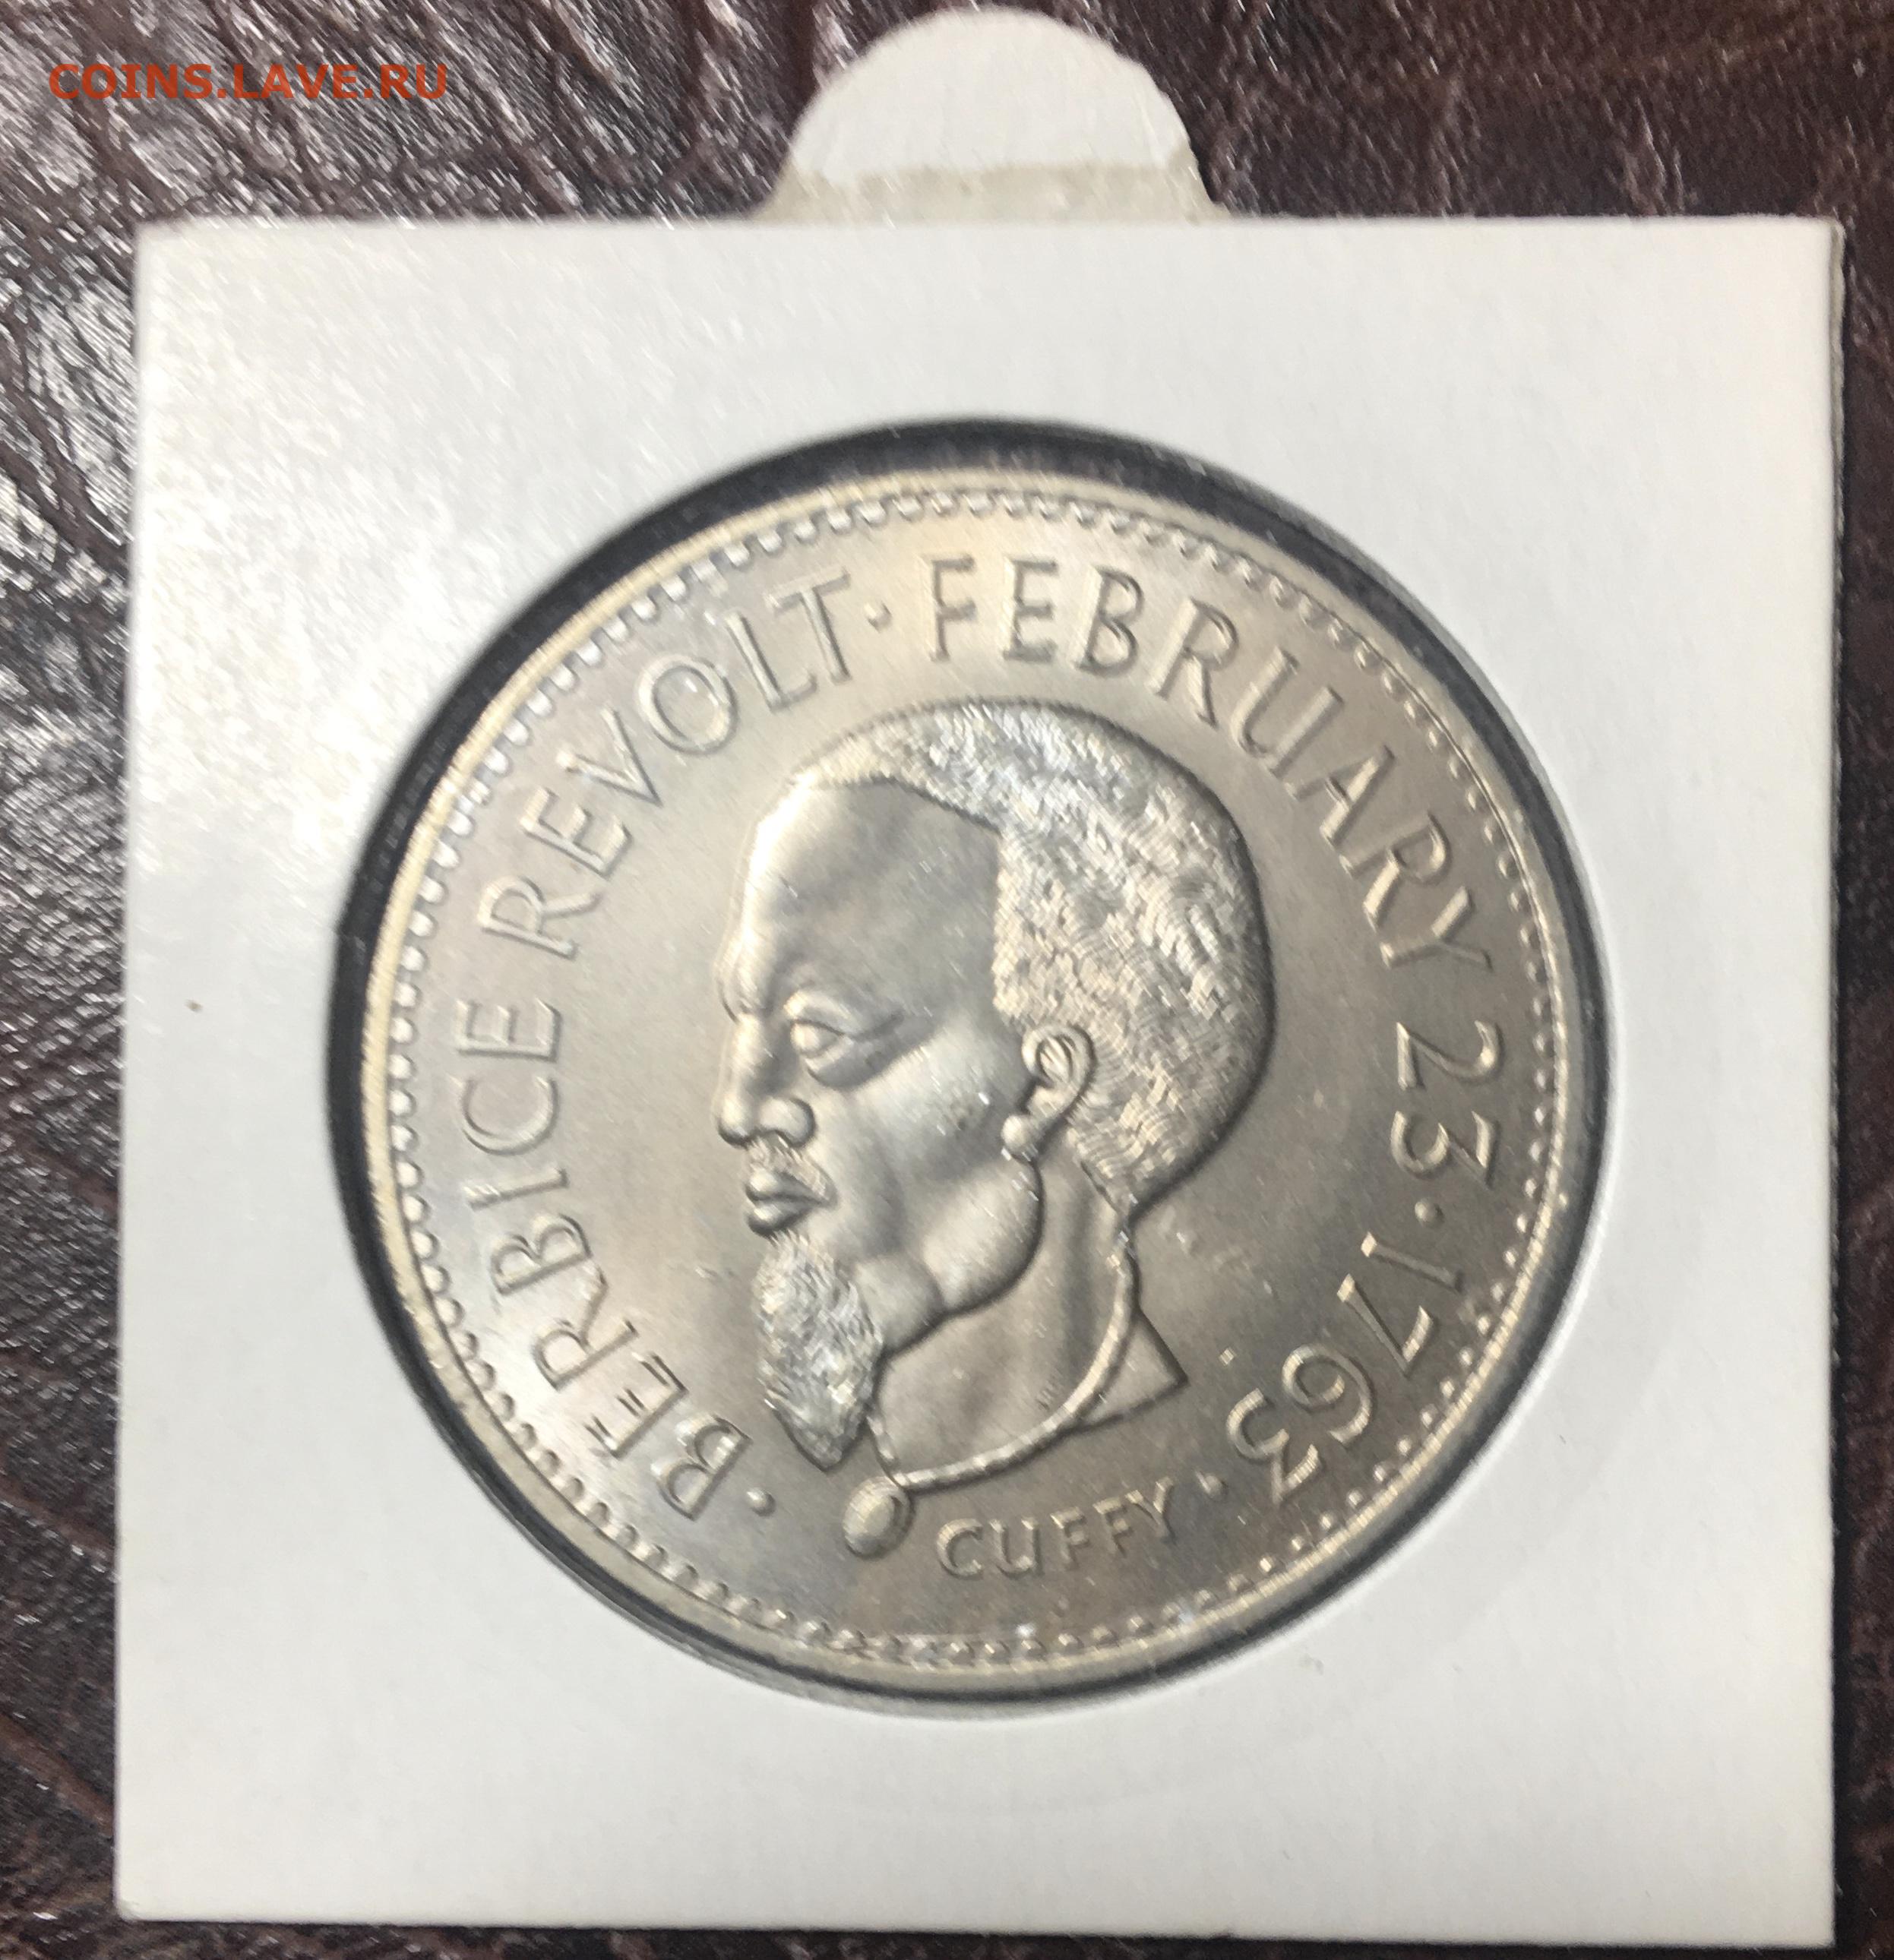 COINS.LAVE.RU
· BERBICE REVOLT · FEBRUARY 23 · 1763 ·
CUFFY